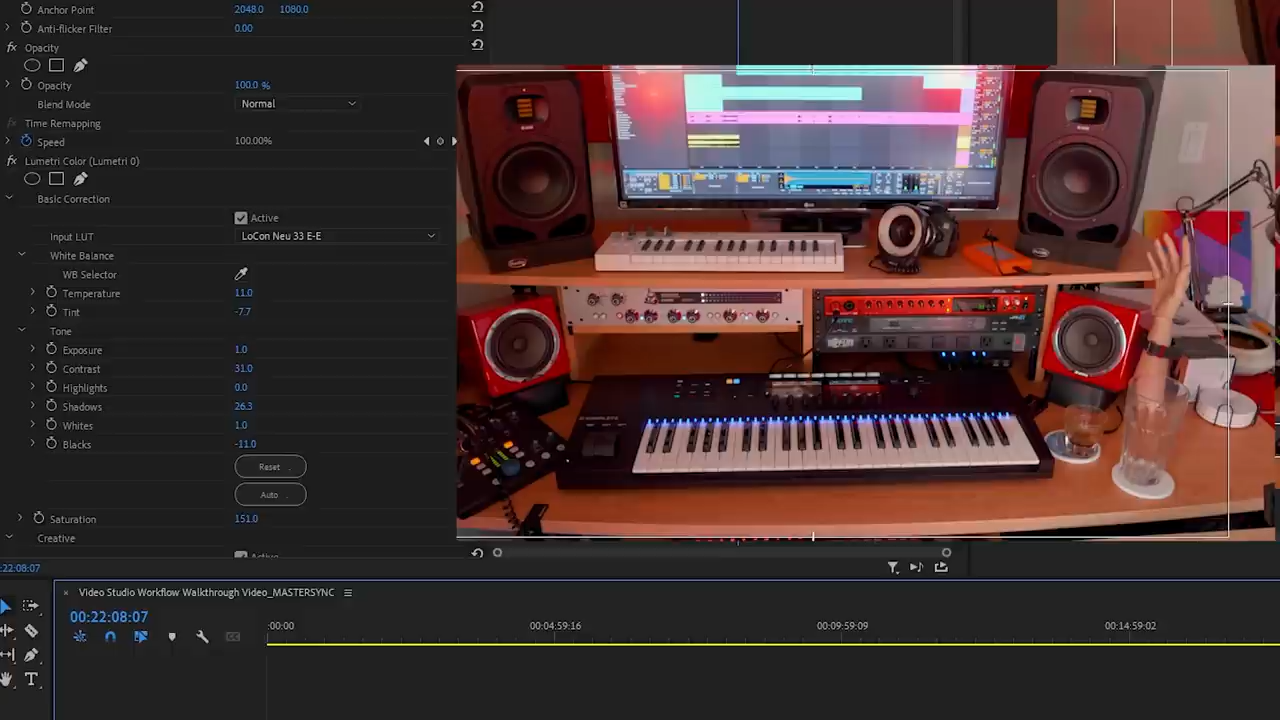 Anchor Point 2048.0 1080.0
Anti-flicker Filter 0.00
fx Opacity
Opacity 100.0 %
Blend Mode Normal
fx Time Remapping
Speed 100.00%
fx Lumetri Color (Lumetri 0)
Basic Correction
Active
Input LUT LoCon Neu 33 E-E
White Balance
WB Selector
Temperature 11.0
Tint -7.7
Tone
Exposure 1.0
Contrast 31.0
Highlights 0.0
Shadows 26.3
Whites 1.0
Blacks -11.0
Reset
Auto
Saturation 151.0
Creative
Active
:22:08:07
× Video Studio Workflow Walkthrough Video_MASTERSYNC
00:22:08:07
:00:00 00:04:59:16 00:09:59:09 00:14:59:02
T